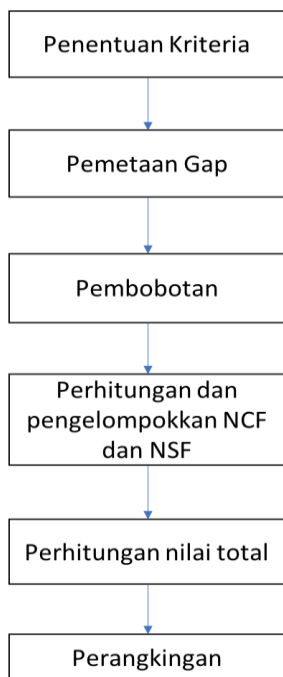 Penentuan Kriteria
Pemetaan Gap
Pembobotan
Perhitungan dan
pengelompokkan NCF
dan NSF
Perhitungan nilai total
Perangkingan